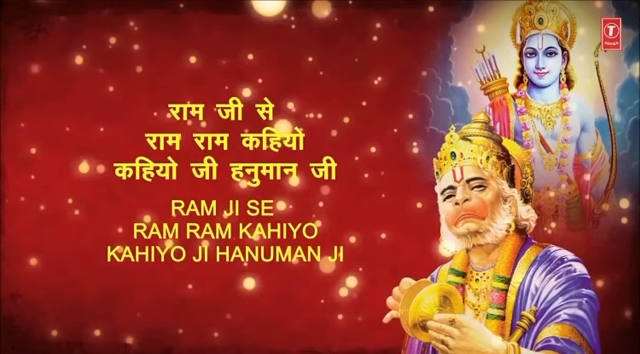 राम जी से
राम राम कहियों
कहियो जी हनुमान जी
RAM JI SE
RAM RAM KAHIYO
KAHIYO JI HANUMAN JI
T